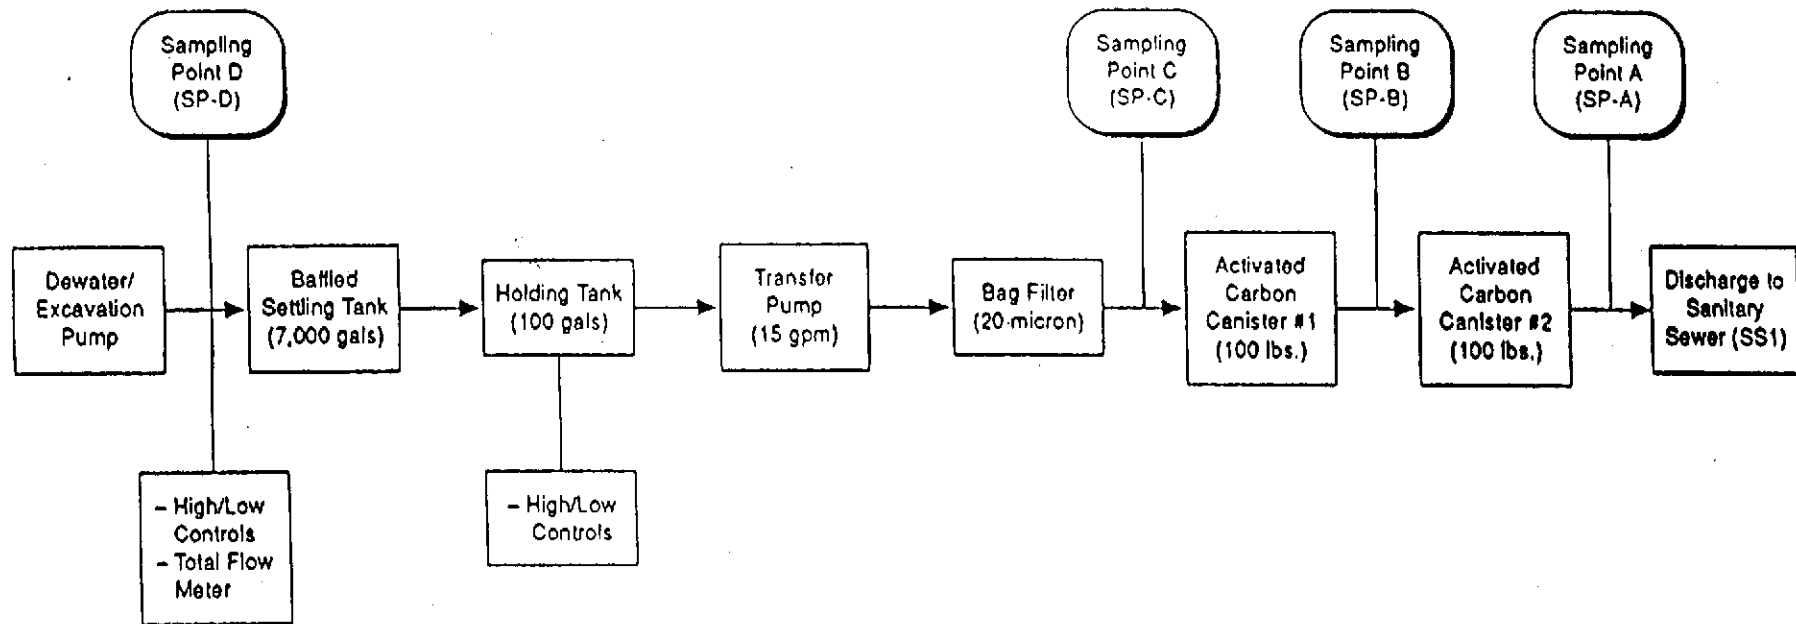 Sampling
Point D
(SP-D)
Sampling
Point C
(SP-C)
Sampling
Point B
(SP-B)
Sampling
Point A
(SP-A)
Dewater/
Excavation
Pump
Baffled
Settling Tank
(7,000 gals)
Holding Tank
(100 gals)
Transfer
Pump
(15 gpm)
Bag Filter
(20-micron)
Activated
Carbon
Canister #1
(100 lbs.)
Activated
Carbon
Canister #2
(100 lbs.)
Discharge to
Sanitary
Sewer (SS1)
– High/Low
Controls
– Total Flow
Meter
– High/Low
Controls